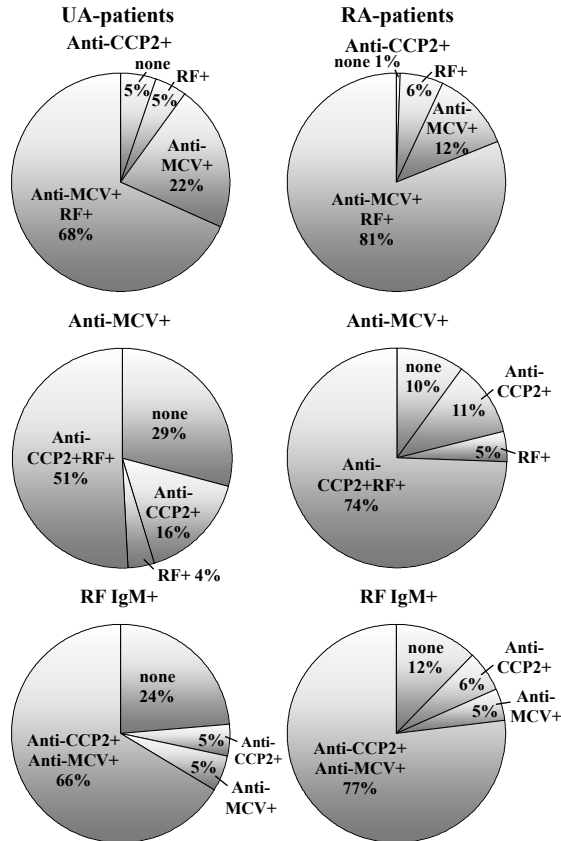 UA-patients
Anti-CCP2+
none
5%
RF+
5%
Anti-
MCV+
22%
Anti-MCV+
RF+
68%
RA-patients
Anti-CCP2+
none 1%
RF+
6%
Anti-
MCV+
12%
Anti-MCV+
RF+
81%
Anti-MCV+
none
29%
Anti-
CCP2+
16%
RF+ 4%
Anti-
CCP2+RF+
51%
Anti-MCV+
none
10%
Anti-
CCP2+
11%
5%
RF+
Anti-
CCP2+RF+
74%
RF IgM+
none
24%
5%
Anti-
CCP2+
5%
Anti-
MCV+
Anti-CCP2+
Anti-MCV+
66%
RF IgM+
none
12%
Anti-
CCP2+
6%
Anti-
MCV+
5%
Anti-CCP2+
Anti-MCV+
77%